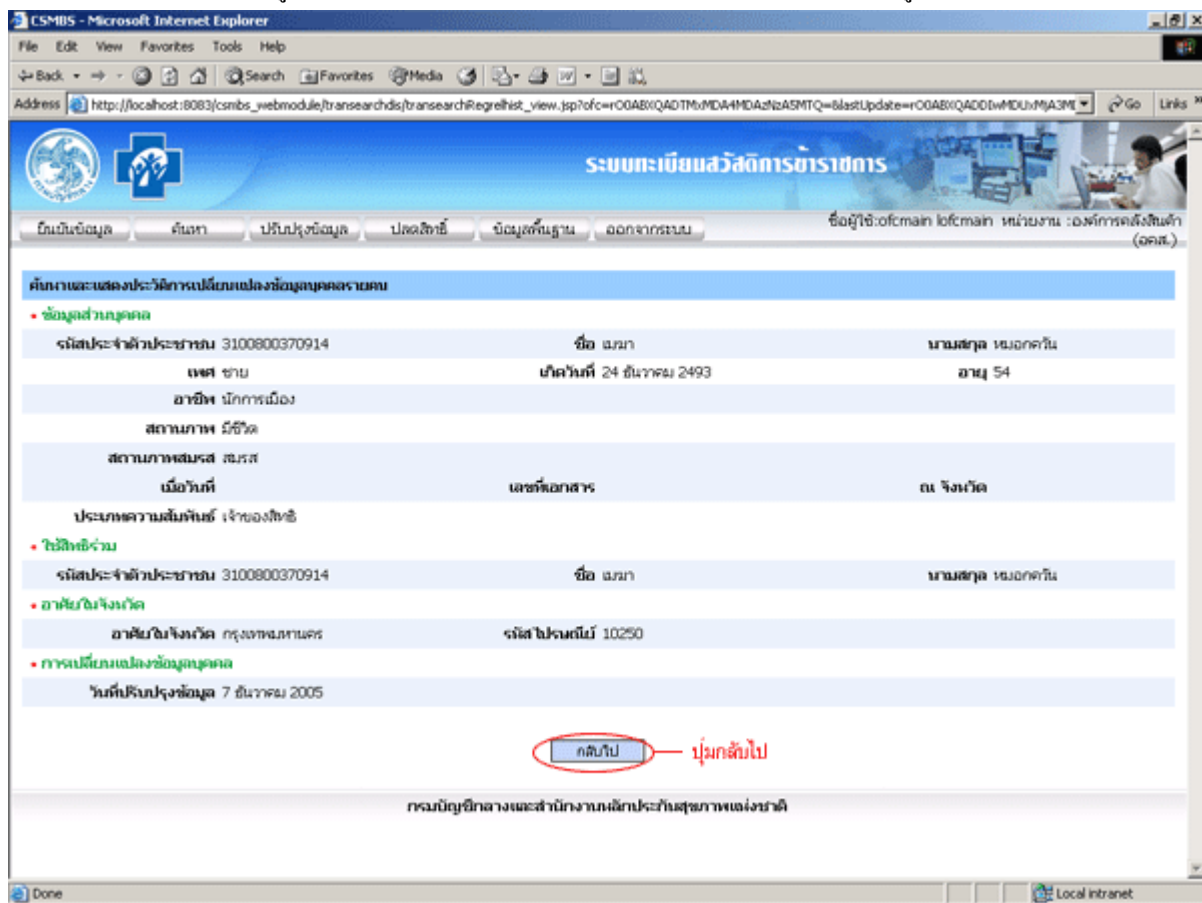 CSMBS - Microsoft Internet Explorer
File Edit View Favorites Tools Help
Back Search Favorites Media
Address http://localhost:8083/csmbs_webmodule/transearchdis/transearchRegrelhist_view.jsp? Go Links
ระบบทะเบียนสวัสดิการข้าราชการ
ยืนยันข้อมูล ค้นหา ปรับปรุงข้อมูล ปลดสิทธิ์ ข้อมูลพื้นฐาน ออกจากระบบ
ชื่อผู้ใช้:ofcmain lofcmain หน่วยงาน :องค์การคลังสินค้า
(อคส.)
ค้นหาและแสดงประวัติการเปลี่ยนแปลงข้อมูลบุคคลรายคน
ข้อมูลส่วนบุคคล
รหัสประจำตัวประชาชน 3100800370914 ชื่อ เมฆา นามสกุล หมอกควัน
เพศ ชาย เกิดวันที่ 24 ธันวาคม 2493 อายุ 54
อาชีพ นักการเมือง
สถานภาพ มีชีวิต
สถานภาพสมรส สมรส
เมื่อวันที่ เลขที่เอกสาร ณ จังหวัด
ประเภทความสัมพันธ์ เจ้าของสิทธิ
ใช้สิทธิร่วม
รหัสประจำตัวประชาชน 3100800370914 ชื่อ เมฆา นามสกุล หมอกควัน
อาศัยในจังหวัด
อาศัยในจังหวัด กรุงเทพมหานคร รหัสไปรษณีย์ 10250
การเปลี่ยนแปลงข้อมูลบุคคล
วันที่ปรับปรุงข้อมูล 7 ธันวาคม 2005
กลับไป ปุ่มกลับไป
กรมบัญชีกลางและสำนักงานหลักประกันสุขภาพแห่งชาติ
Done Local intranet